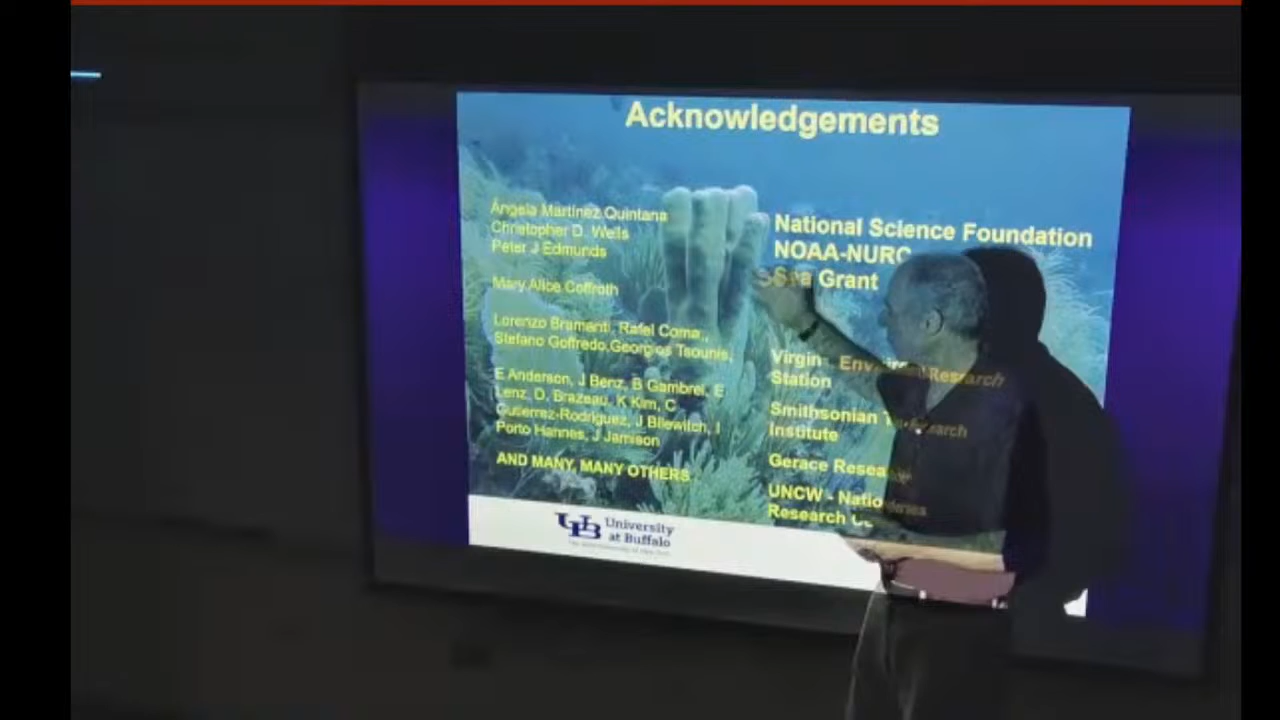 Acknowledgements
Ángela Martínez Quintana
Christopher D. Wells
Peter J Edmunds
Mary Alice Coffroth
Lorenzo Bramanti, Rafel Coma,,
Stefano Goffredo,Georgios Tsounis,
E Anderson, J Benz, B Gambrel, E
Lenz, D. Brazeau, K Kim, C
Gutierrez-Rodriguez, J Bilewitch, I
Porto Hannes, J Jamison
AND MANY, MANY OTHERS
National Science Foundation
NOAA-NURC
Sea Grant
Virgin Research
Station
Smithsonian
Institute
Gerace
UNCW -
Research
UB University
at Buffalo